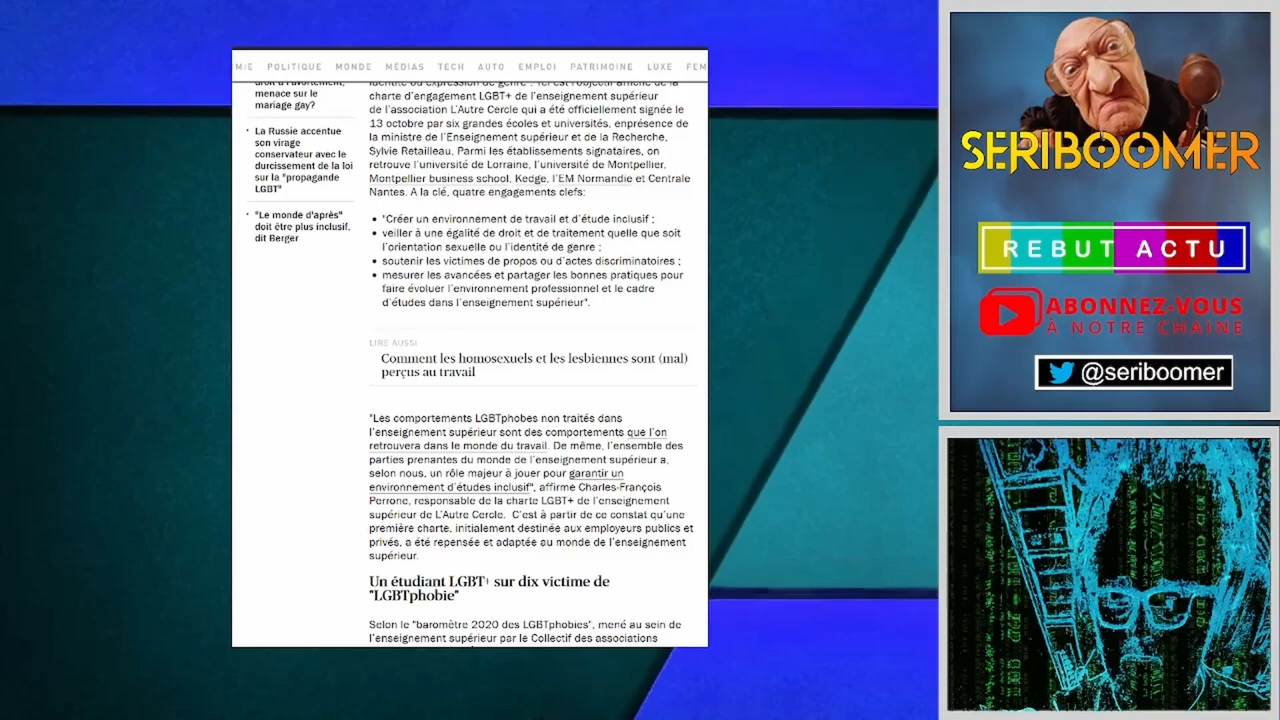 POLITIQUE MONDE MÉDIAS TECH AUTO EMPLOI PATRIMOINE LUXE FEM
droit à l'avortement,
menace sur le
mariage gay?
La Russie accentue
son virage
conservateur avec le
durcissement de la loi
sur la "propagande
LGBT"
"Le monde d'après"
doit être plus inclusif,
dit Berger
charte d'engagement LGBT+ de l'enseignement supérieur
de l'association L'Autre Cercle qui a été officiellement signée le
13 octobre par six grandes écoles et universités, enprésence de
la ministre de l'Enseignement supérieur et de la Recherche,
Sylvie Retailleau. Parmi les établissements signataires, on
retrouve l'université de Lorraine, l'université de Montpellier,
Montpellier business school, Kedge, l'EM Normandie et Centrale
Nantes. A la clé, quatre engagements clefs:
• "Créer un environnement de travail et d'étude inclusif ;
• veiller à une égalité de droit et de traitement quelle que soit
l'orientation sexuelle ou l'identité de genre ;
• soutenir les victimes de propos ou d'actes discriminatoires ;
• mesurer les avancées et partager les bonnes pratiques pour
faire évoluer l'environnement professionnel et le cadre
d'études dans l'enseignement supérieur".
LIRE AUSSI
Comment les homosexuels et les lesbiennes sont (mal)
perçus au travail
"Les comportements LGBTphobes non traités dans
l'enseignement supérieur sont des comportements que l'on
retrouvera dans le monde du travail. De même, l'ensemble des
parties prenantes du monde de l'enseignement supérieur a,
selon nous, un rôle majeur à jouer pour garantir un
environnement d'études inclusif", affirme Charles-François
Perrone, responsable de la charte LGBT+ de l'enseignement
supérieur de L'Autre Cercle. C'est à partir de ce constat qu'une
première charte, initialement destinée aux employeurs publics et
privés, a été repensée et adaptée au monde de l'enseignement
supérieur.
Un étudiant LGBT+ sur dix victime de
"LGBTphobie"
Selon le "baromètre 2020 des LGBTphobies", mené au sein de
l'enseignement supérieur par le Collectif des associations
SERIBOOMER
REBUT ACTU
ABONNEZ-VOUS
À NOTRE CHAINE
@seriboomer